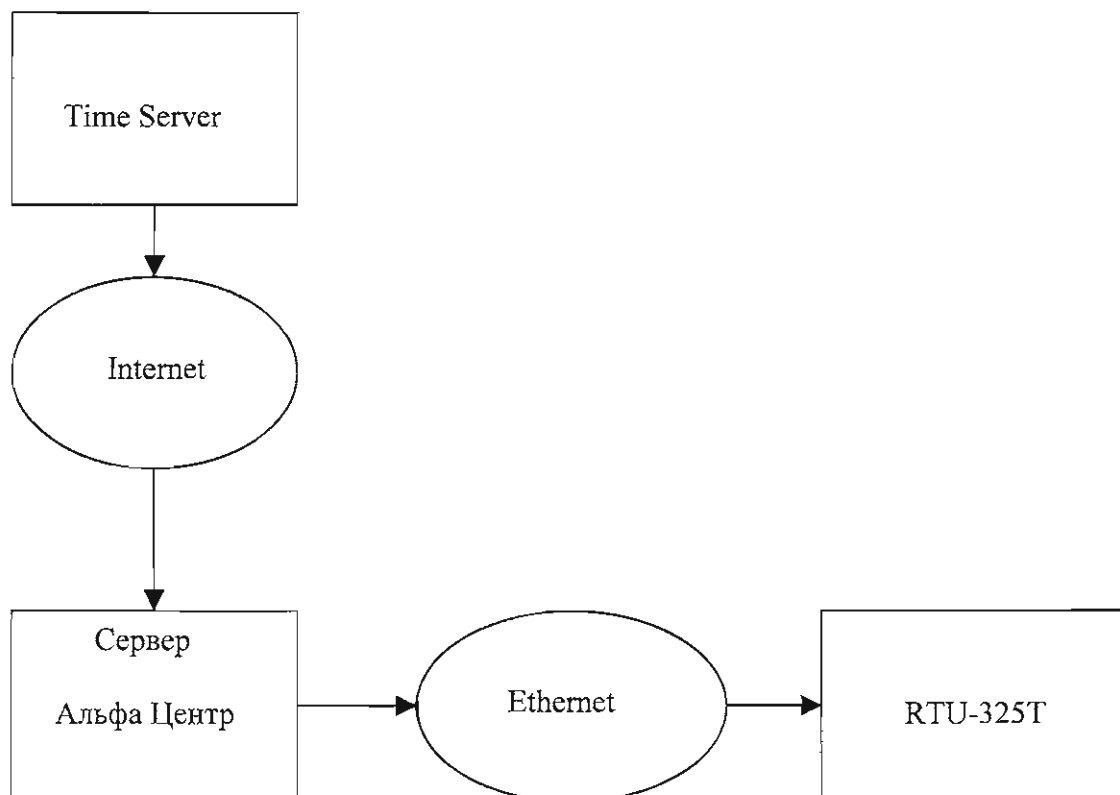 Time Server
Internet
Сервер
Альфа Центр
Ethernet
RTU-325T